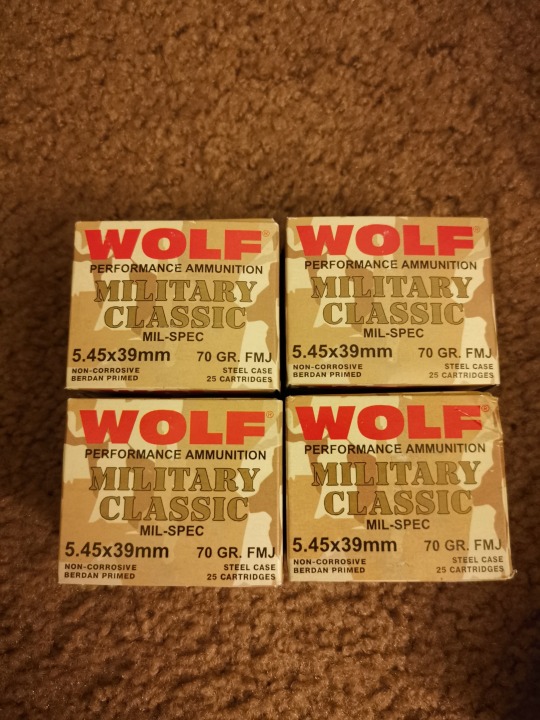 WOLF®
PERFORMANCE AMMUNITION
MILITARY
CLASSIC
MIL-SPEC
5.45x39mm 70 GR. FMJ
NON-CORROSIVE STEEL CASE
BERDAN PRIMED 25 CARTRIDGES
WOLF®
PERFORMANCE AMMUNITION
MILITARY
CLASSIC
MIL-SPEC
5.45x39mm 70 GR. FMJ
NON-CORROSIVE STEEL CASE
BERDAN PRIMED 25 CARTRIDGES
WOLF®
PERFORMANCE AMMUNITION
MILITARY
CLASSIC
MIL-SPEC
5.45x39mm 70 GR. FMJ
NON-CORROSIVE STEEL CASE
BERDAN PRIMED 25 CARTRIDGES
WOLF®
PERFORMANCE AMMUNITION
MILITARY
CLASSIC
MIL-SPEC
5.45x39mm 70 GR. FMJ
NON-CORROSIVE STEEL CASE
BERDAN PRIMED 25 CARTRIDGES